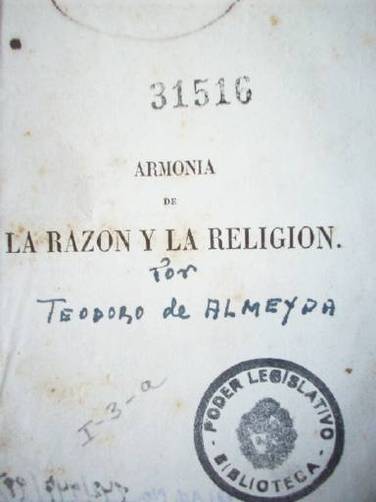 31516
ARMONIA
DE
LA RAZON Y LA RELIGION.
Por
TEODORO de ALMEYDA
I-3-a
PODER LEGISLATIVO
BIBLIOTECA